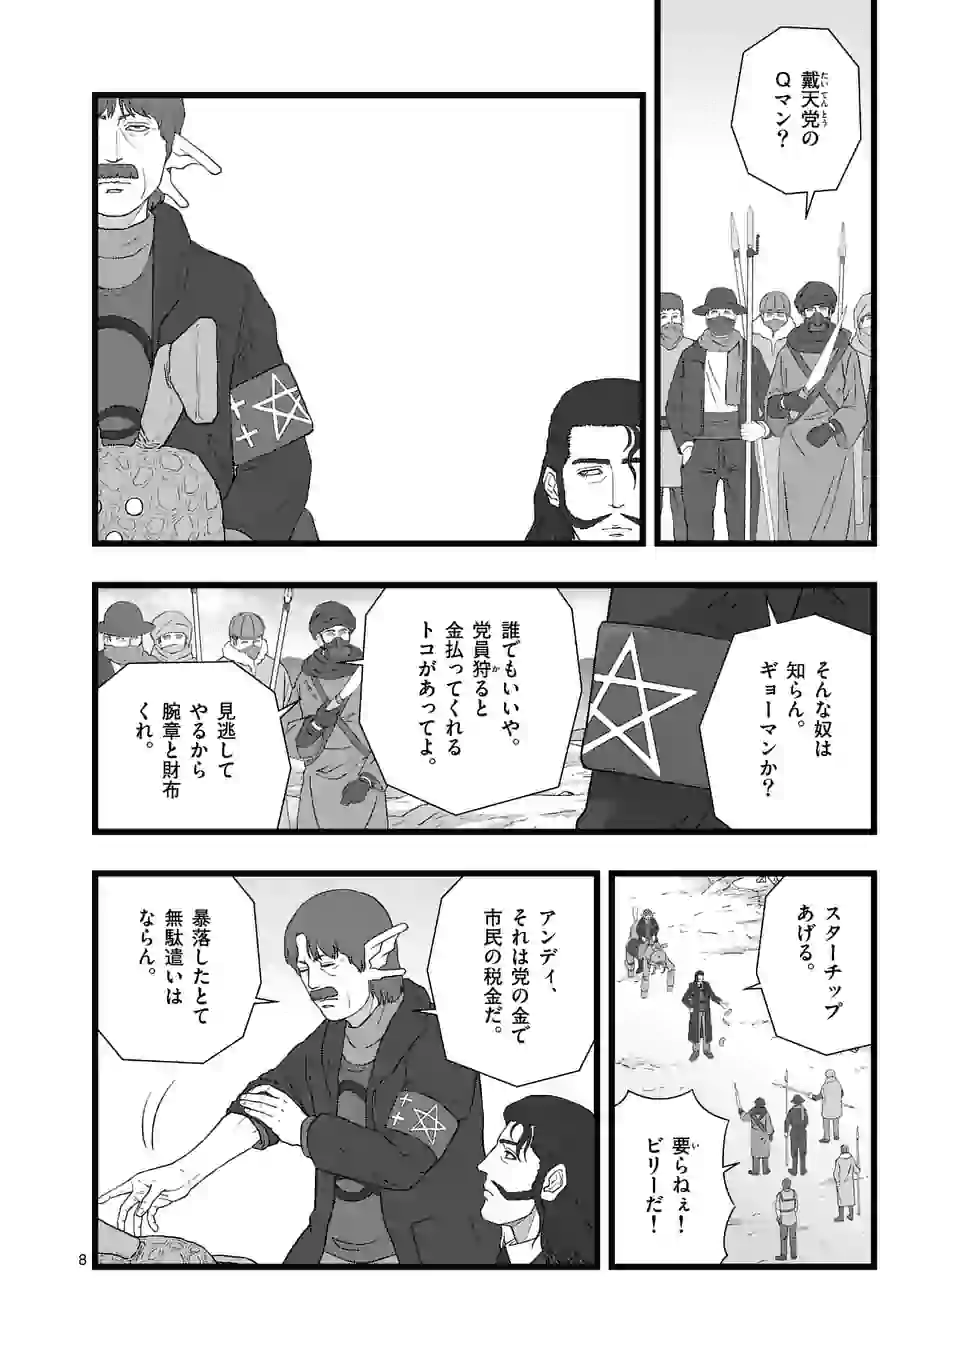 戴天党の
Qマン？
そんな奴は
知らん。
ギョーマンか？
誰でもいいや。
党員狩ると
金払ってくれる
トコがあってよ。
見逃して
やるから
腕章と財布
くれ。
スターチップ
あげる。
要らねぇ！
ビリーだ！
アンディ、
それは党の金で
市民の税金だ。
暴落したとて
無駄遣いは
ならん。
8